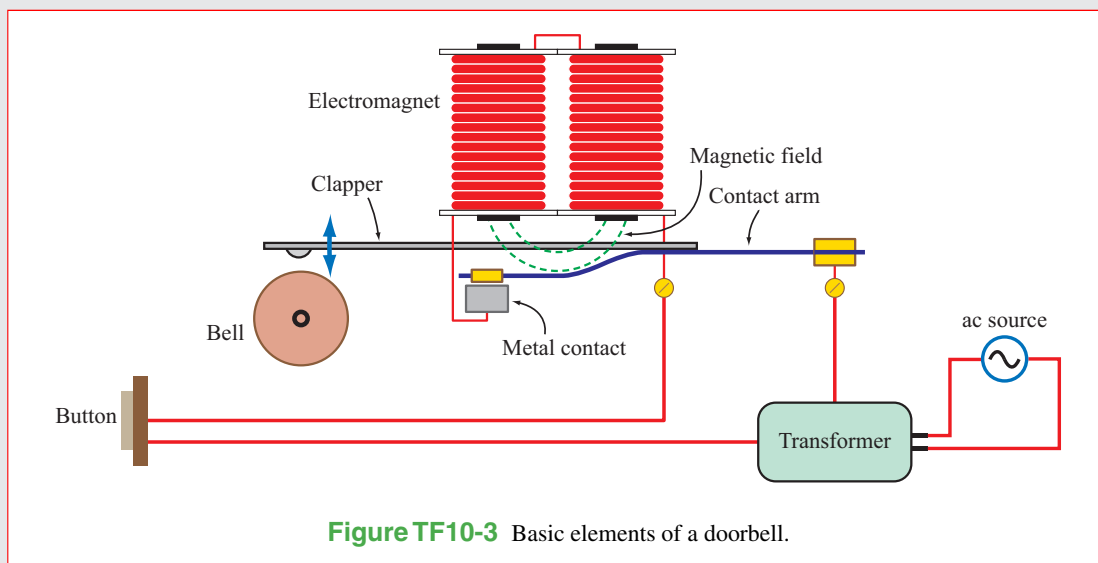 Electromagnet
Magnetic field
Clapper
Contact arm
Bell
Metal contact
ac source
Button
Transformer
Figure TF10-3 Basic elements of a doorbell.